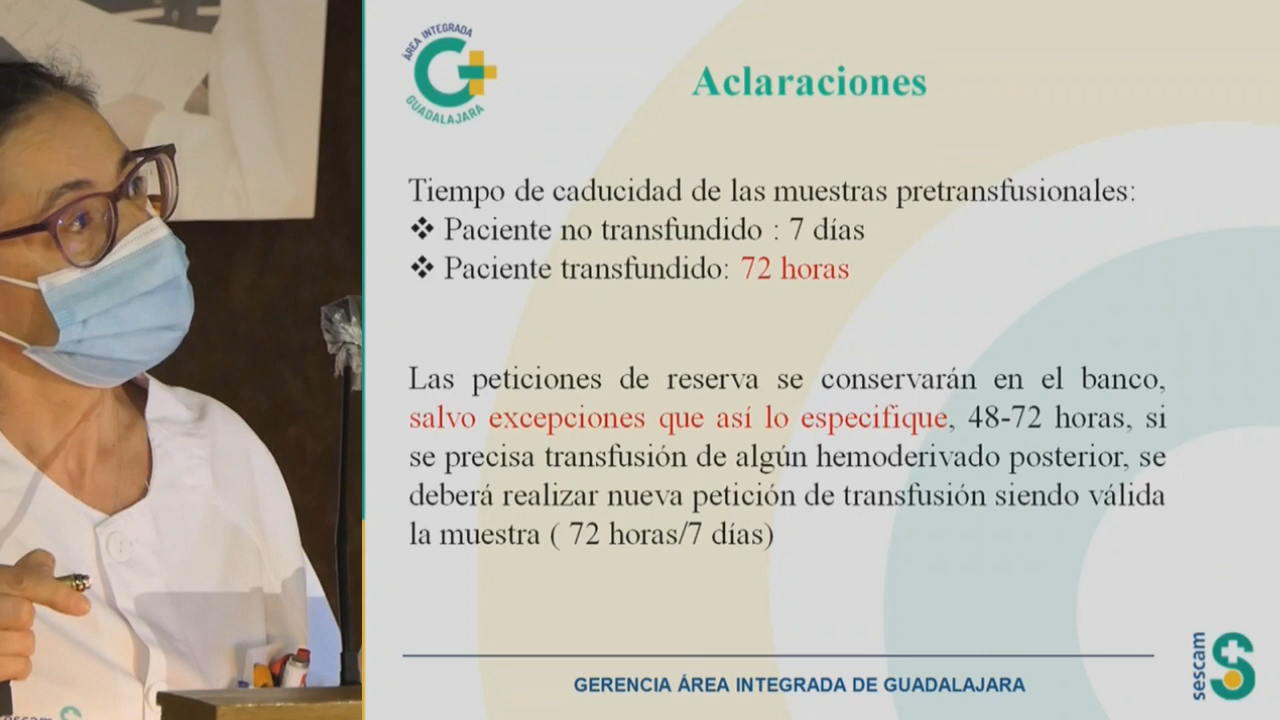 ÁREA INTEGRADA
GUADALAJARA
Aclaraciones
Tiempo de caducidad de las muestras pretransfusionales:
❖ Paciente no transfundido : 7 días
❖ Paciente transfundido: 72 horas
Las peticiones de reserva se conservarán en el banco,
salvo excepciones que así lo especifique, 48-72 horas, si
se precisa transfusión de algún hemoderivado posterior, se
deberá realizar nueva petición de transfusión siendo válida
la muestra ( 72 horas/7 días)
GERENCIA ÁREA INTEGRADA DE GUADALAJARA
sescam
sescam